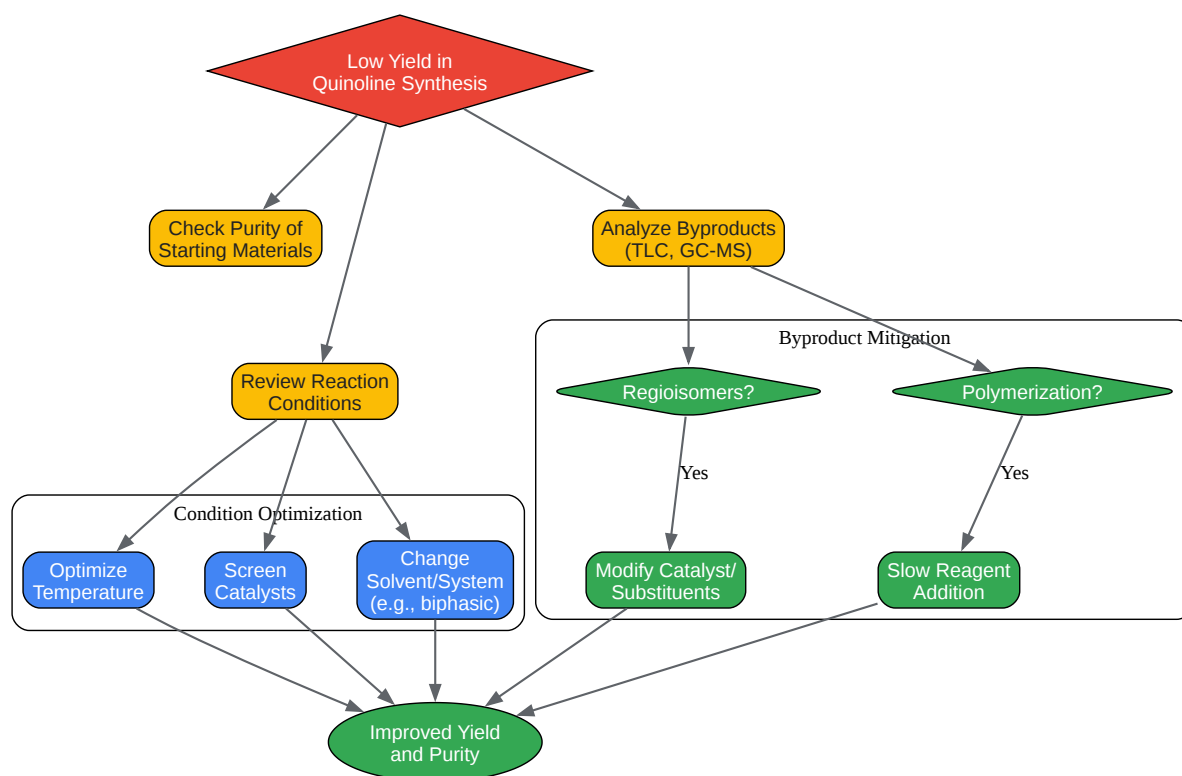 Low Yield in
Quinoline Synthesis
Check Purity of
Starting Materials
Analyze Byproducts
(TLC, GC-MS)
Byproduct Mitigation
Review Reaction
Conditions
Regioisomers?
Polymerization?
Yes
Yes
Condition Optimization
Optimize
Temperature
Screen
Catalysts
Change
Solvent/System
(e.g., biphasic)
Modify Catalyst/
Substituents
Slow Reagent
Addition
Improved Yield
and Purity